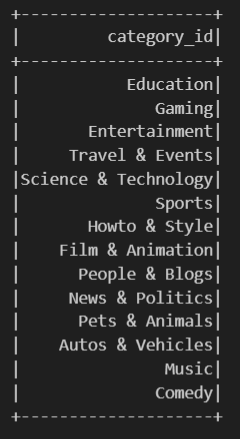 +--------------------+
|         category_id|
+--------------------+
|           Education|
|              Gaming|
|       Entertainment|
|     Travel & Events|
|Science & Technology|
|              Sports|
|       Howto & Style|
|    Film & Animation|
|      People & Blogs|
|     News & Politics|
|      Pets & Animals|
|    Autos & Vehicles|
|               Music|
|              Comedy|
+--------------------+